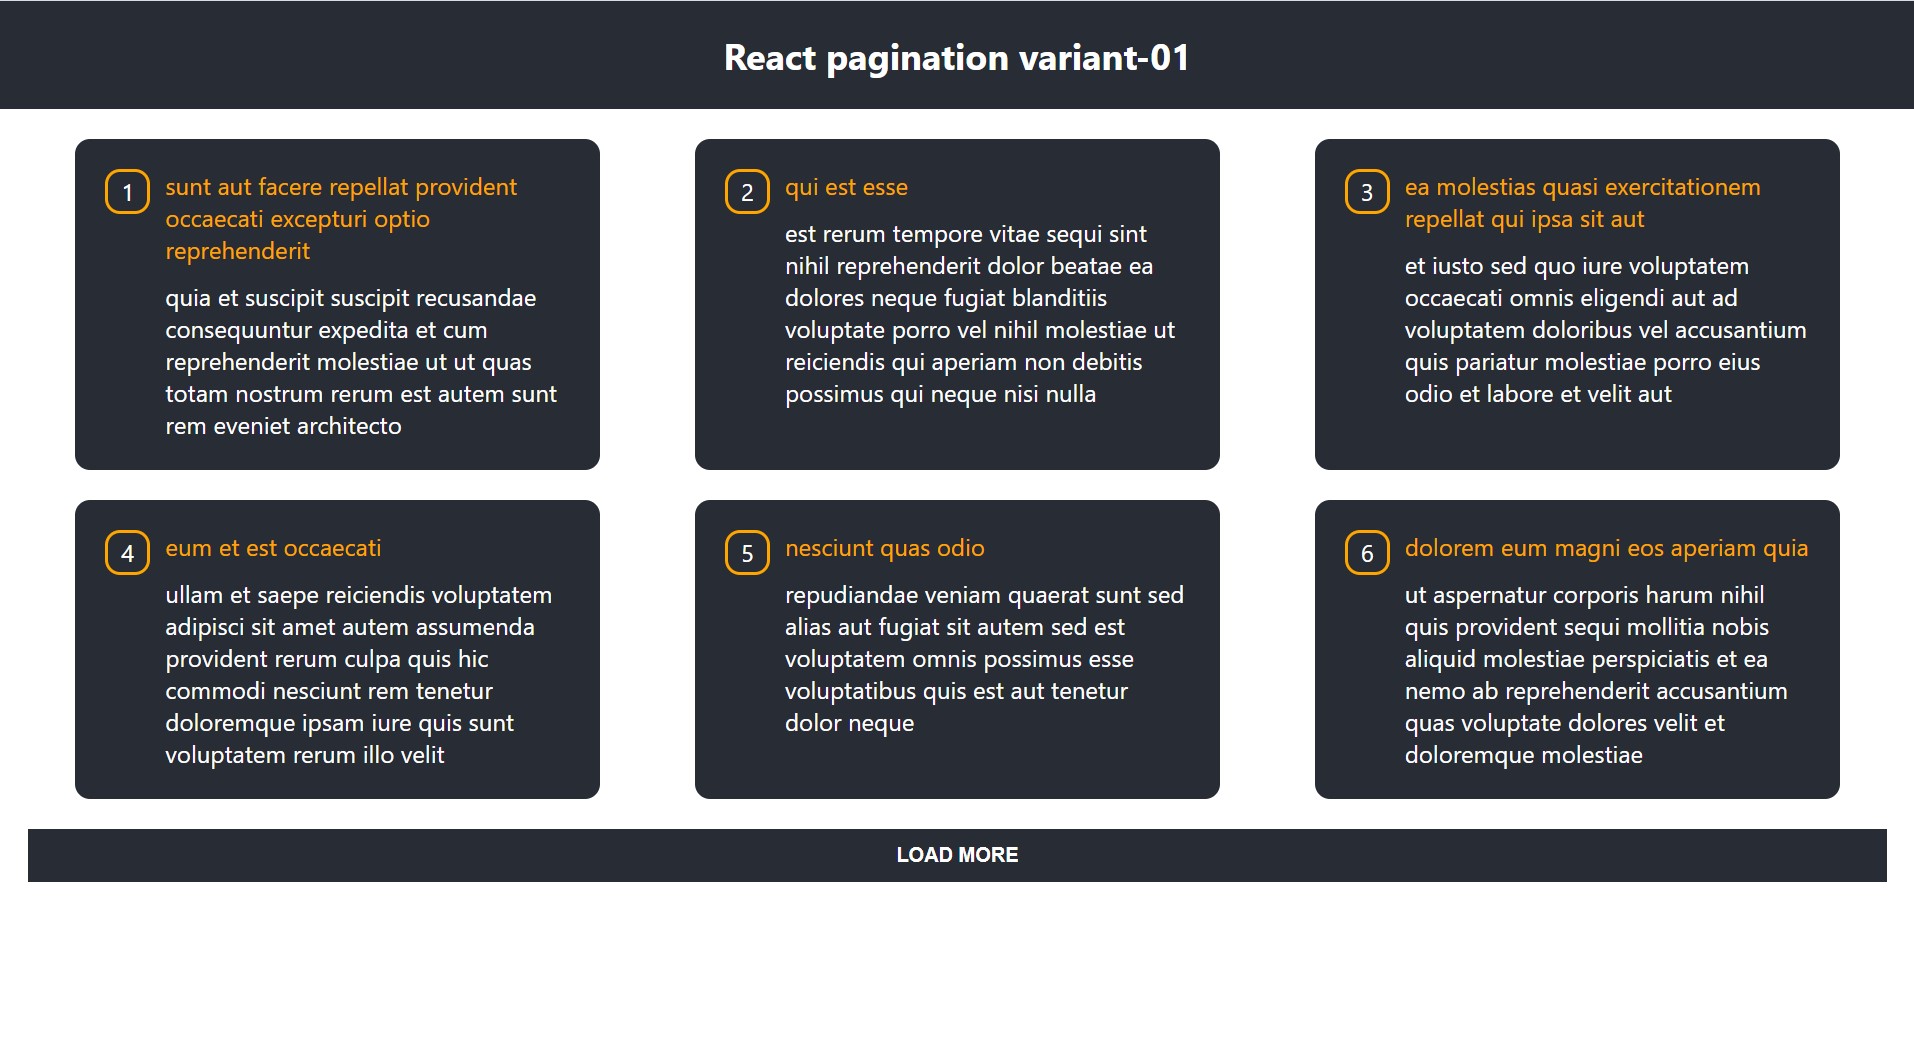 React pagination variant-01
1
sunt aut facere repellat provident
occaecati excepturi optio
reprehenderit
quia et suscipit suscipit recusandae
consequuntur expedita et cum
reprehenderit molestiae ut ut quas
totam nostrum rerum est autem sunt
rem eveniet architecto
2
qui est esse
est rerum tempore vitae sequi sint
nihil reprehenderit dolor beatae ea
dolores neque fugiat blanditiis
voluptate porro vel nihil molestiae ut
reiciendis qui aperiam non debitis
possimus qui neque nisi nulla
3
ea molestias quasi exercitationem
repellat qui ipsa sit aut
et iusto sed quo iure voluptatem
occaecati omnis eligendi aut ad
voluptatem doloribus vel accusantium
quis pariatur molestiae porro eius
odio et labore et velit aut
4
eum et est occaecati
ullam et saepe reiciendis voluptatem
adipisci sit amet autem assumenda
provident rerum culpa quis hic
commodi nesciunt rem tenetur
doloremque ipsam iure quis sunt
voluptatem rerum illo velit
5
nesciunt quas odio
repudiandae veniam quaerat sunt sed
alias aut fugiat sit autem sed est
voluptatem omnis possimus esse
voluptatibus quis est aut tenetur
dolor neque
6
dolorem eum magni eos aperiam quia
ut aspernatur corporis harum nihil
quis provident sequi mollitia nobis
aliquid molestiae perspiciatis et ea
nemo ab reprehenderit accusantium
quas voluptate dolores velit et
doloremque molestiae
LOAD MORE